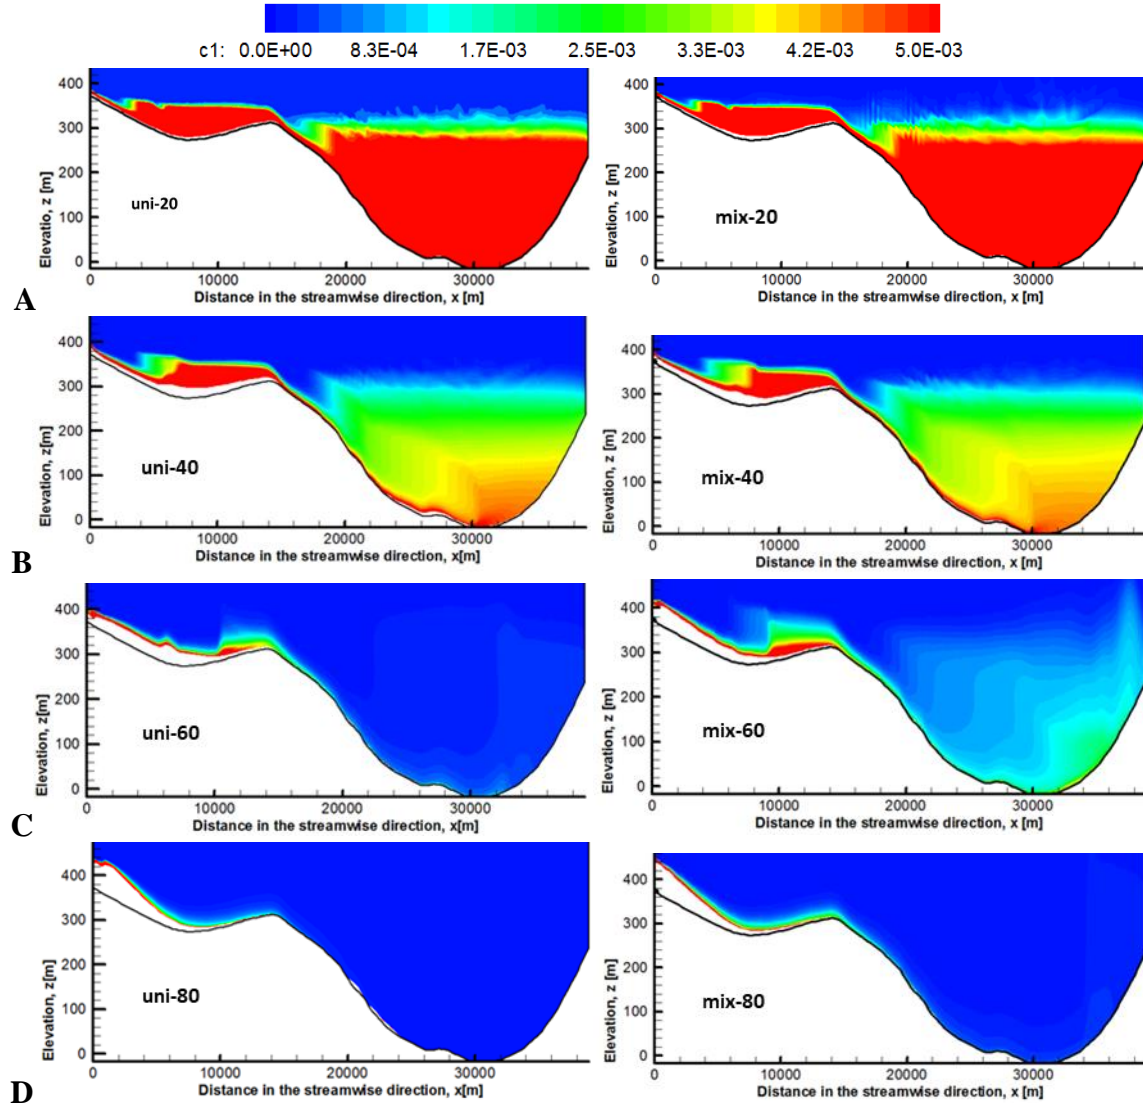 c1: 0.0E+00 8.3E-04 1.7E-03 2.5E-03 3.3E-03 4.2E-03 5.0E-03
400
300
200
100
0
Elevatio, z [m]
uni-20
0 10000 20000 30000
Distance in the streamwise direction, x [m]
400
300
200
100
0
Elevation, z [m]
mix-20
0 10000 20000 30000
Distance in the streamwise direction, x [m]
A
400
300
200
100
0
Elevation, z[m]
uni-40
0 10000 20000 30000
Distance in the streamwise direction, x[m]
400
300
200
100
0
Elevation, z [m]
mix-40
0 10000 20000 30000
Distance in the streamwise direction, x [m]
B
400
300
200
100
0
Elevation, z[m]
uni-60
0 10000 20000 30000
Distance in the streamwise direction, x[m]
400
300
200
100
0
Elevation, z [m]
mix-60
0 10000 20000 30000
Distance in the streamwise direction, x [m]
C
400
300
200
100
0
Elevation, z[m]
uni-80
0 10000 20000 30000
Distance in the streamwise direction, x[m]
400
300
200
100
0
Elevation, z [m]
mix-80
0 10000 20000 30000
Distance in the streamwise direction, x [m]
D